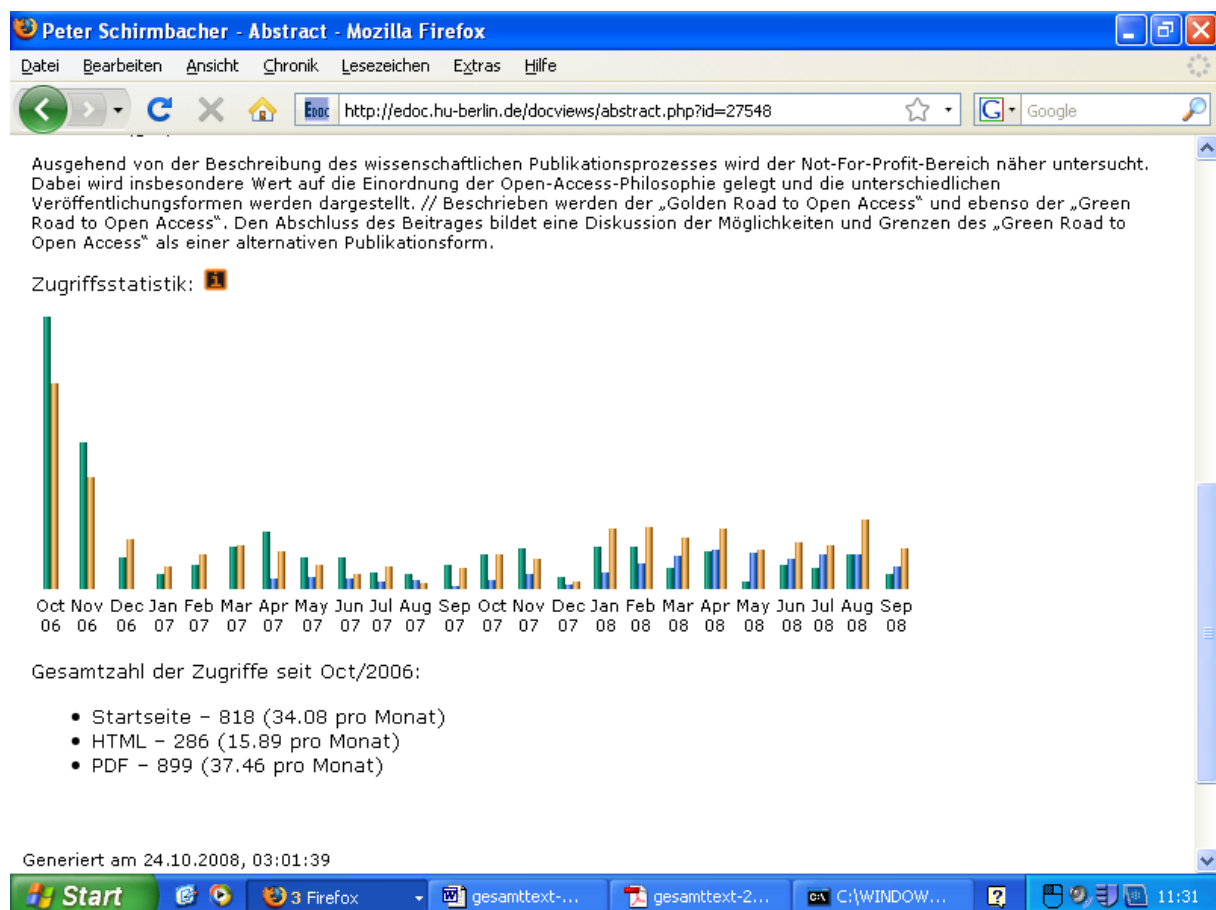 Peter Schirmbacher - Abstract - Mozilla Firefox
Datei Bearbeiten Ansicht Chronik Lesezeichen Extras Hilfe
Edoc http://edoc.hu-berlin.de/docviews/abstract.php?id=27548 G Google
Ausgehend von der Beschreibung des wissenschaftlichen Publikationsprozesses wird der Not-For-Profit-Bereich näher untersucht.
Dabei wird insbesondere Wert auf die Einordnung der Open-Access-Philosophie gelegt und die unterschiedlichen
Veröffentlichungsformen werden dargestellt. // Beschrieben werden der „Golden Road to Open Access“ und ebenso der „Green
Road to Open Access“. Den Abschluss des Beitrages bildet eine Diskussion der Möglichkeiten und Grenzen des „Green Road to
Open Access“ als einer alternativen Publikationsform.
Zugriffsstatistik: i
Oct Nov Dec Jan Feb Mar Apr May Jun Jul Aug Sep Oct Nov Dec Jan Feb Mar Apr May Jun Jul Aug Sep
06 06 06 07 07 07 07 07 07 07 07 07 07 07 07 08 08 08 08 08 08 08 08 08
Gesamtzahl der Zugriffe seit Oct/2006:
• Startseite – 818 (34.08 pro Monat)
• HTML – 286 (15.89 pro Monat)
• PDF – 899 (37.46 pro Monat)
Generiert am 24.10.2008, 03:01:39
Start 3 Firefox gesamttext-... gesamttext-2... C:\WINDOW... 11:31